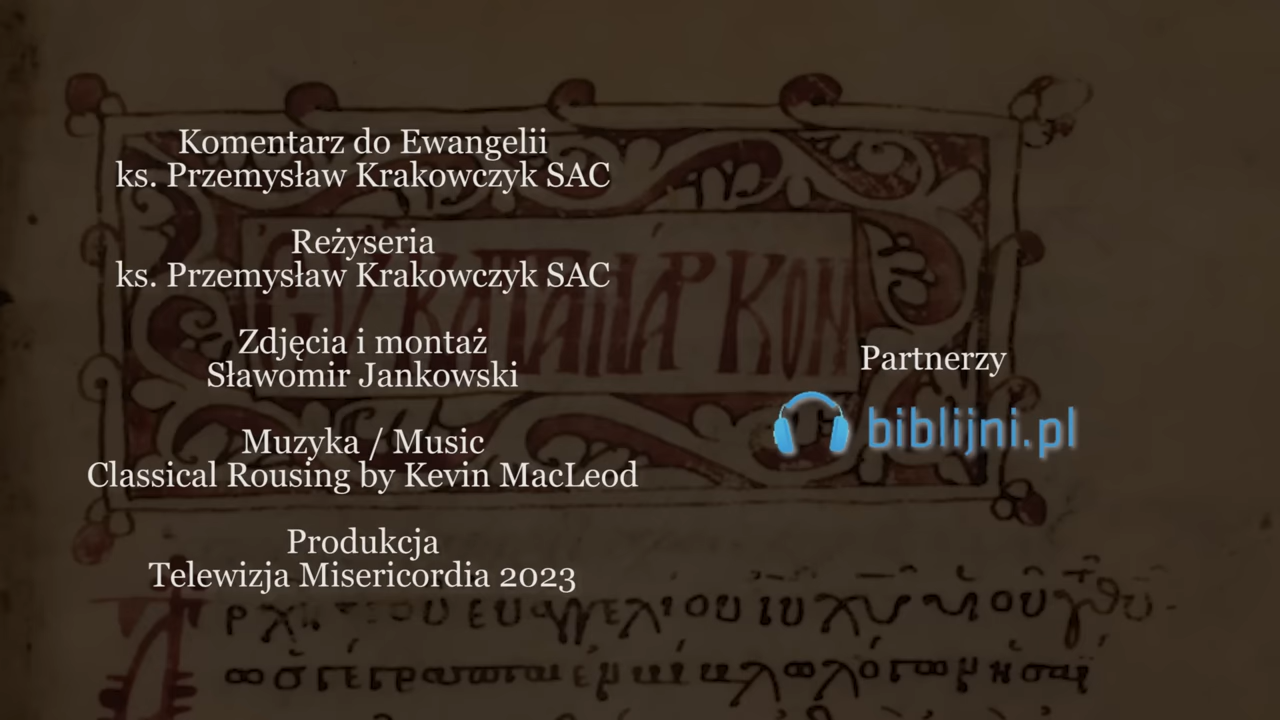 Komentarz do Ewangelii
ks. Przemysław Krakowczyk SAC
Reżyseria
ks. Przemysław Krakowczyk SAC
Zdjęcia i montaż
Sławomir Jankowski
Muzyka / Music
Classical Rousing by Kevin MacLeod
Produkcja
Telewizja Misericordia 2023
Partnerzy
biblijni.pl